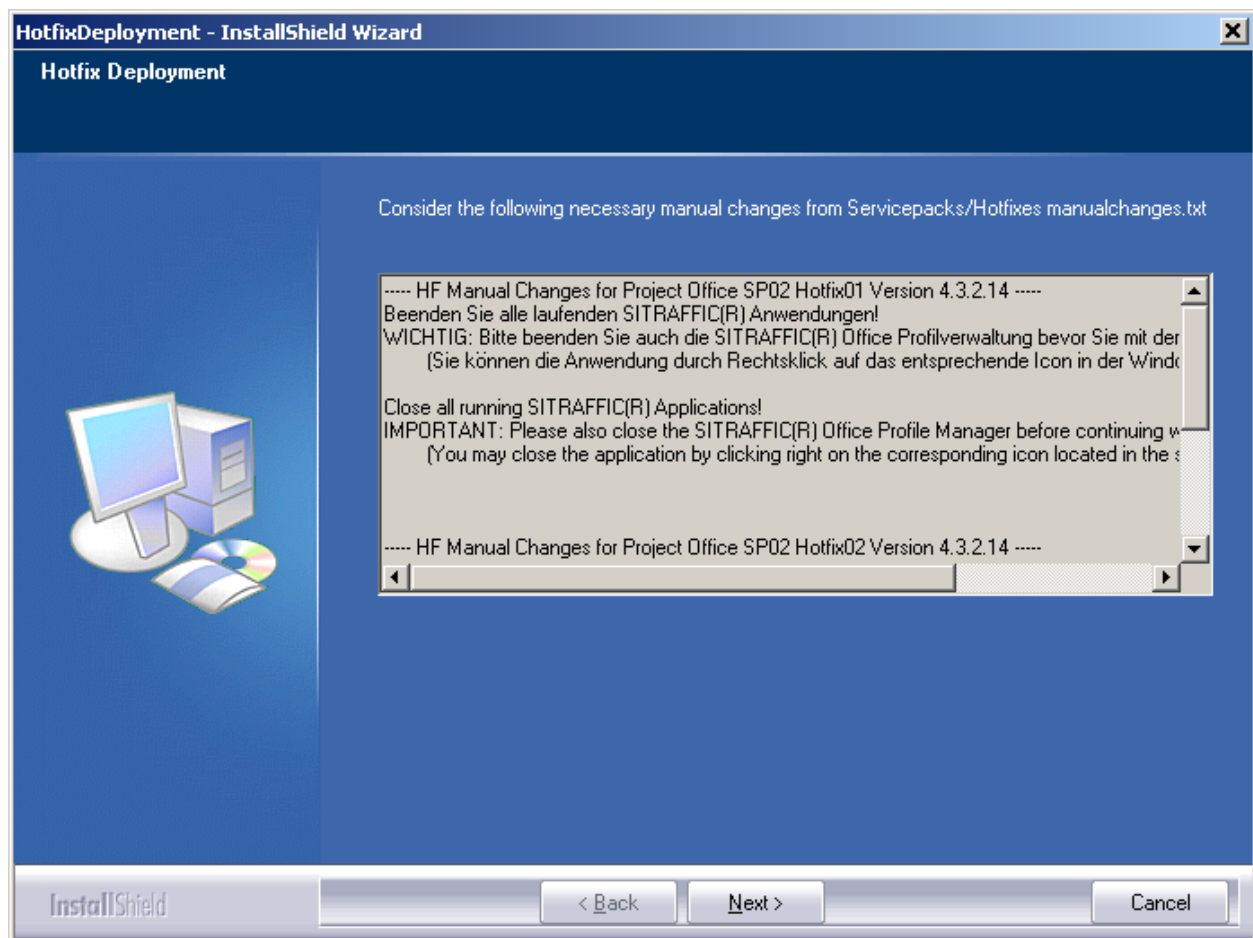 HotfixDeployment - InstallShield Wizard
Hotfix Deployment
Consider the following necessary manual changes from Servicepacks/Hotfixes manualchanges.txt
----- HF Manual Changes for Project Office SP02 Hotfix01 Version 4.3.2.14 -----
Beenden Sie alle laufenden SITRAFFIC(R) Anwendungen!
WICHTIG: Bitte beenden Sie auch die SITRAFFIC(R) Office Profilverwaltung bevor Sie mit der
(Sie können die Anwendung durch Rechtsklick auf das entsprechende Icon in der
Close all running SITRAFFIC(R) Applications!
IMPORTANT: Please also close the SITRAFFIC(R) Office Profile Manager before continuing
(You may close the application by clicking right on the corresponding icon located in the
----- HF Manual Changes for Project Office SP02 Hotfix02 Version 4.3.2.14 -----
InstallShield
< Back
Next >
Cancel